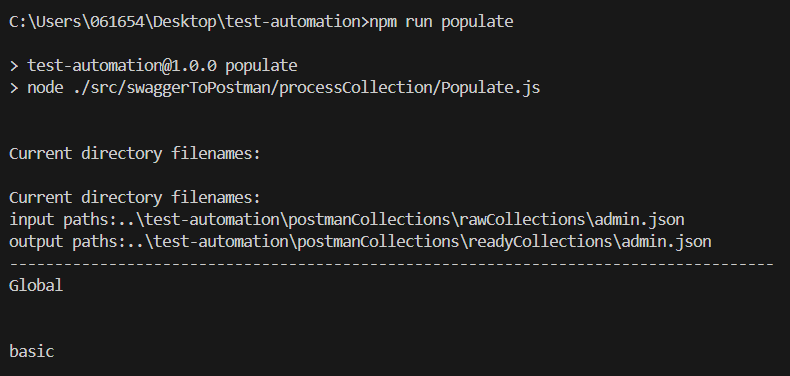 C:\Users\061654\Desktop\test-automation>npm run populate
> test-automation@1.0.0 populate
> node ./src/swaggerToPostman/processCollection/Populate.js
Current directory filenames:
Current directory filenames:
input paths:..\test-automation\postmanCollections\rawCollections\admin.json
output paths:..\test-automation\postmanCollections\readyCollections\admin.json
-------------------------------------------------------------------------------------
Global
basic